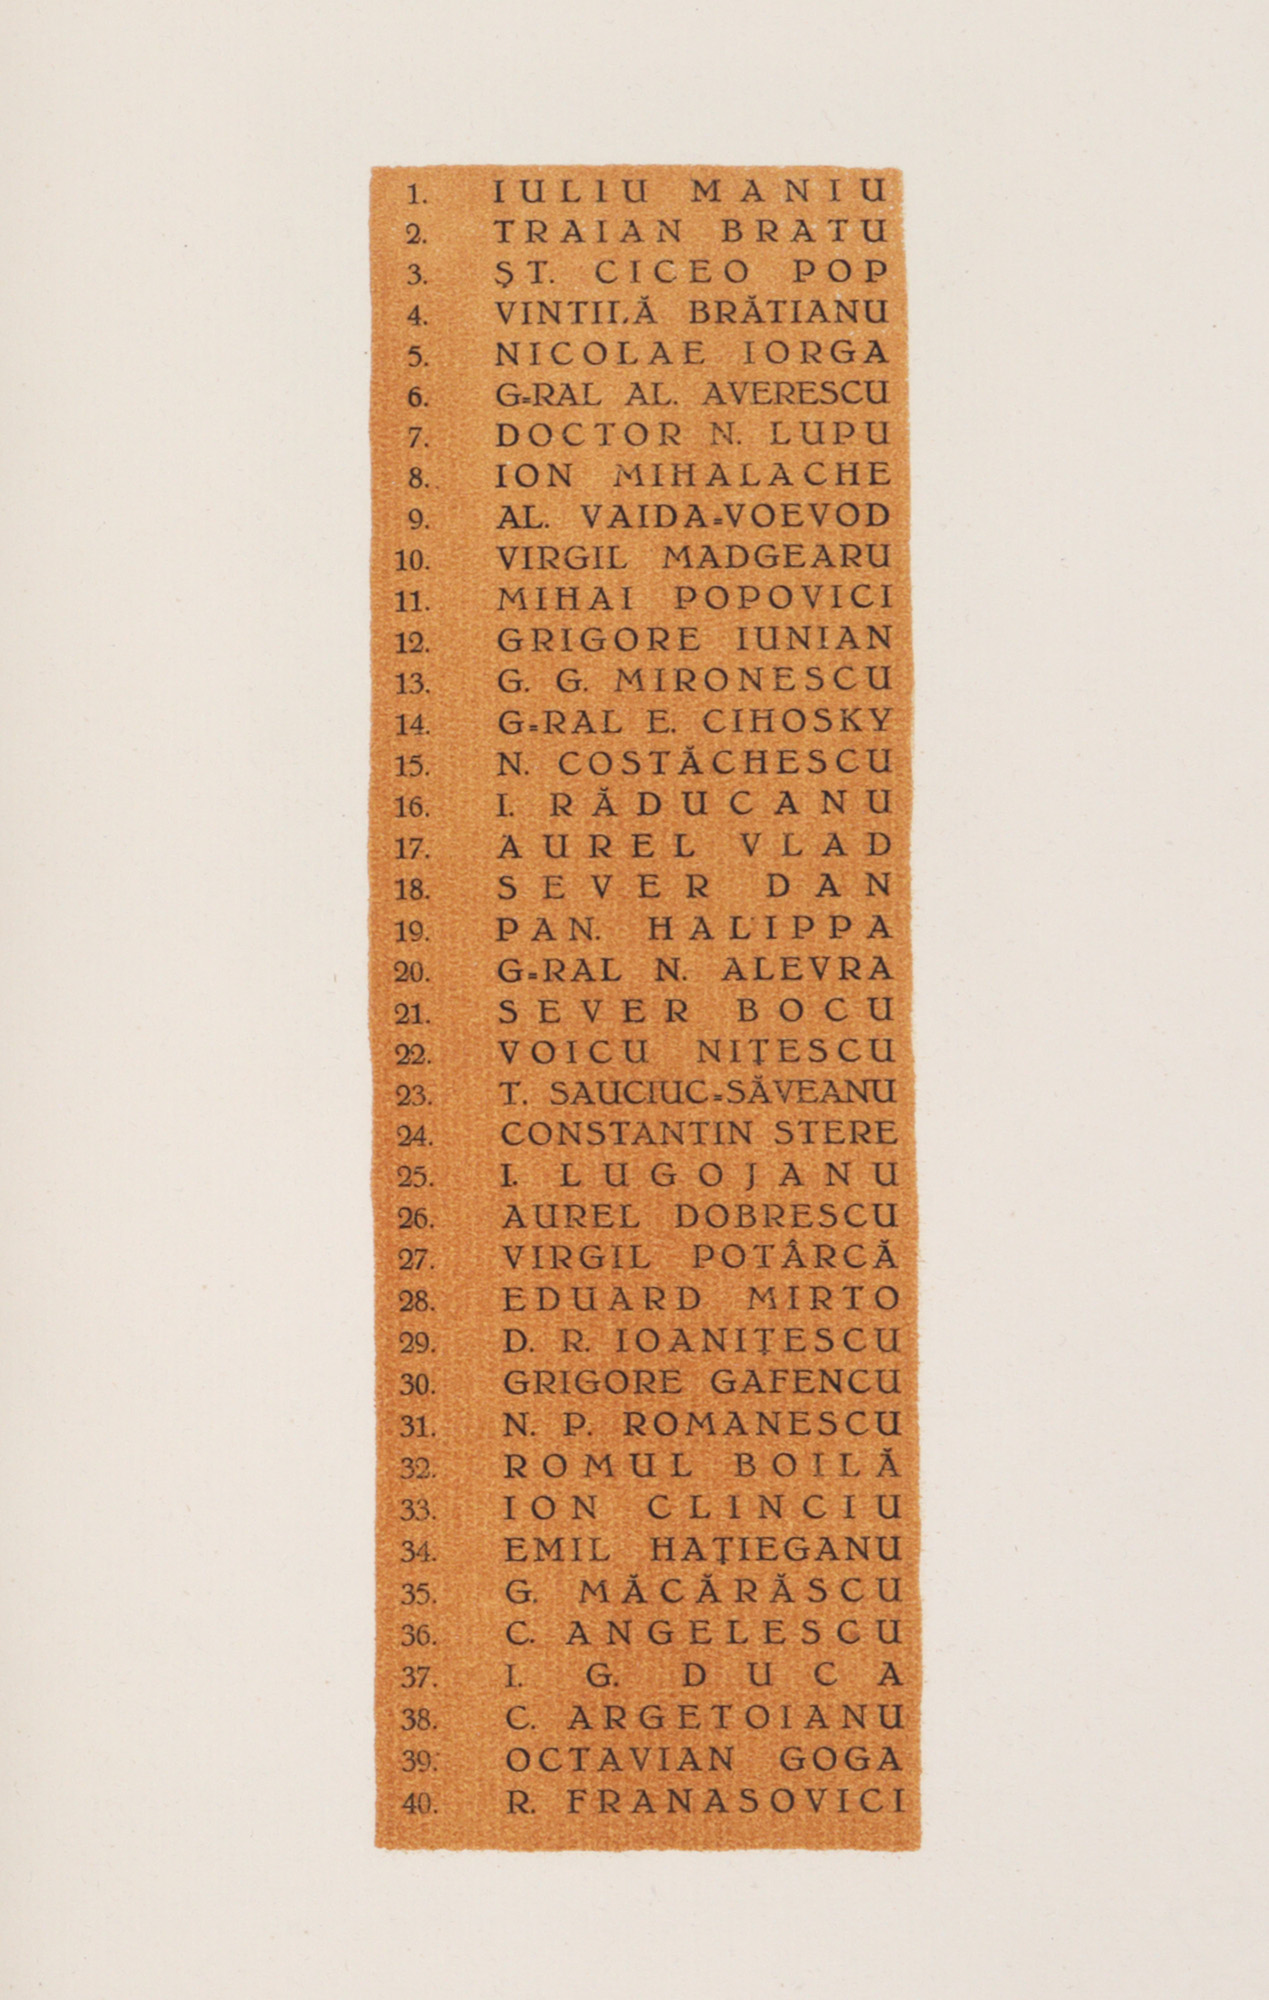 1. IULIU MANIU
2. TRAIAN BRATU
3. ȘT. CICEO POP
4. VINTILĂ BRĂTIANU
5. NICOLAE IORGA
6. G=RAL AL. AVERESCU
7. DOCTOR N. LUPU
8. ION MIHALACHE
9. AL. VAIDA=VOEVOD
10. VIRGIL MADGEARU
11. MIHAI POPOVICI
12. GRIGORE IUNIAN
13. G. G. MIRONESCU
14. G=RAL E. CIHOSKY
15. N. COSTĂCHESCU
16. I. RĂDUCANU
17. AUREL VLAD
18. SEVER DAN
19. PAN. HALIPPA
20. G=RAL N. ALEVRA
21. SEVER BOCU
22. VOICU NIȚESCU
23. T. SAUCIUC=SĂVEANU
24. CONSTANTIN STERE
25. I. LUGOJANU
26. AUREL DOBRESCU
27. VIRGIL POTÂRCĂ
28. EDUARD MIRTO
29. D. R. IOANIȚESCU
30. GRIGORE GAFENCU
31. N. P. ROMANESCU
32. ROMUL BOILĂ
33. ION CLINCIU
34. EMIL HAȚIEGANU
35. G. MĂCĂRĂSCU
36. C. ANGELESCU
37. I. G. DUCA
38. C. ARGETOIANU
39. OCTAVIAN GOGA
40. R. FRANASOVICI